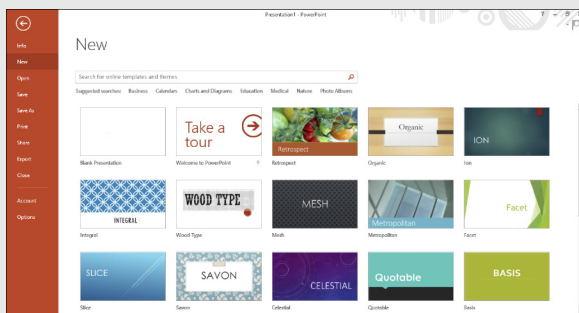 Presentation1 - PowerPoint
?
Info
New
Open
Save
Save As
Print
Share
Export
Close
Account
Options
New
Search for online templates and themes
Suggested searches: Business Calendars Charts and Diagrams Education Medical Nature Photo Albums
Take a
tour
Retrospect
Organic
ION
Blank Presentation
Welcome to PowerPoint
Retrospect
Organic
Ion
INTEGRAL
WOOD TYPE
MESH
Metropolitan
Facet
Integral
Wood Type
Mesh
Metropolitan
Facet
SLICE
SAVON
CELESTIAL
Quotable
BASIS
Slice
Savon
Celestial
Quotable
Basis